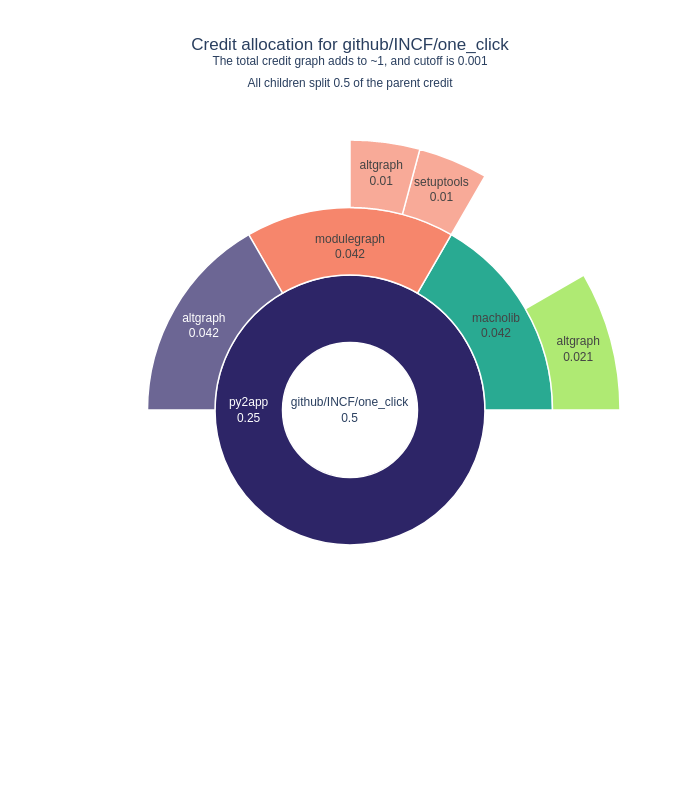 Credit allocation for github/INCF/one_click
The total credit graph adds to ~1, and cutoff is 0.001
All children split 0.5 of the parent credit
altgraph
0.01
setuptools
0.01
modulegraph
0.042
altgraph
0.042
macholib
0.042
altgraph
0.021
py2app
0.25
github/INCF/one_click
0.5